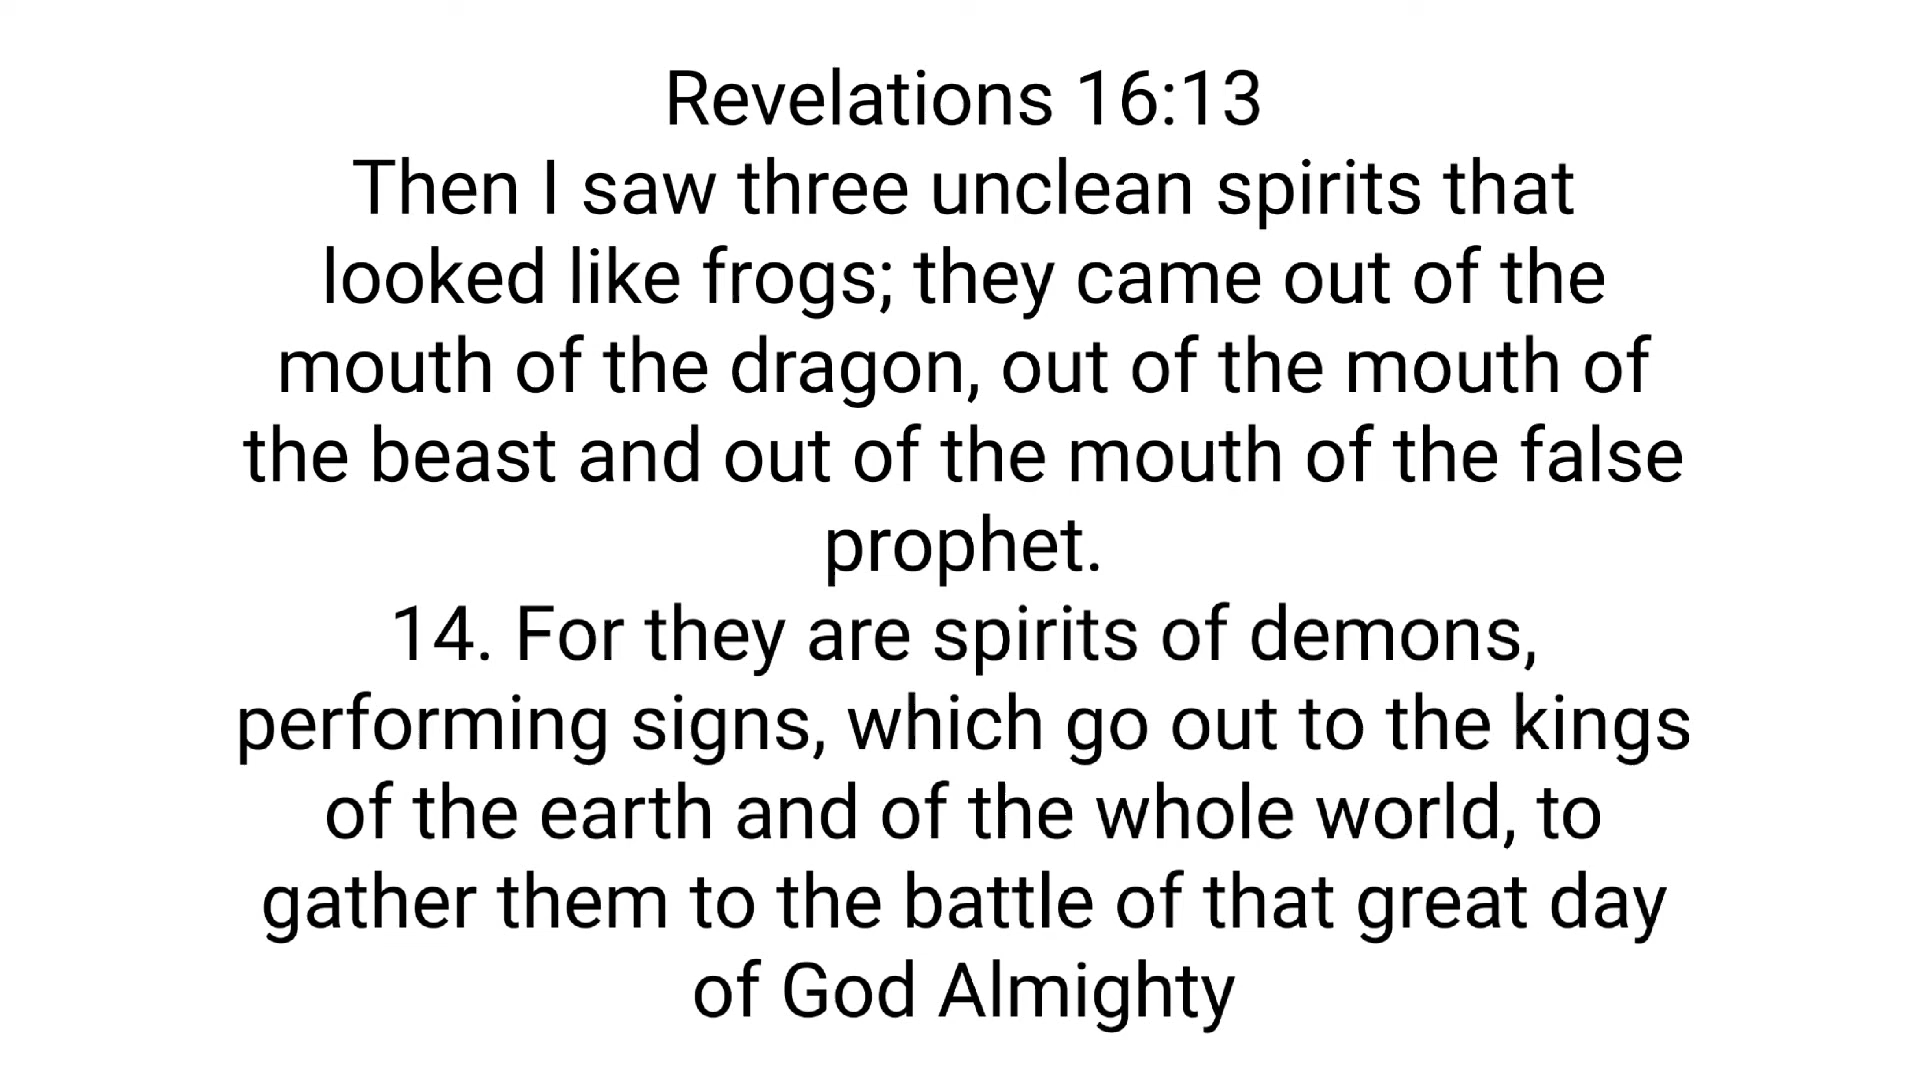 Revelations 16:13
Then I saw three unclean spirits that
looked like frogs; they came out of the
mouth of the dragon, out of the mouth of
the beast and out of the mouth of the false
prophet.
14. For they are spirits of demons,
performing signs, which go out to the kings
of the earth and of the whole world, to
gather them to the battle of that great day
of God Almighty